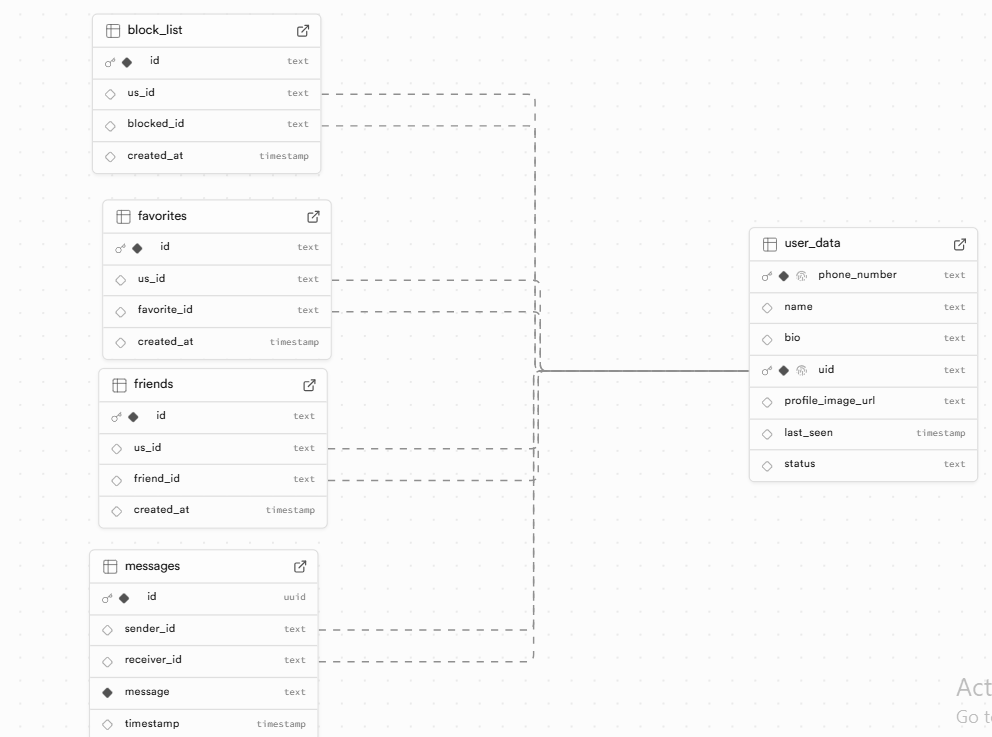 block_list
id text
us_id text
blocked_id text
created_at timestamp
favorites
id text
us_id text
favorite_id text
created_at timestamp
friends
id text
us_id text
friend_id text
created_at timestamp
messages
id uuid
sender_id text
receiver_id text
message text
timestamp timestamp
user_data
phone_number text
name text
bio text
uid text
profile_image_url text
last_seen timestamp
status text
Act
Go to